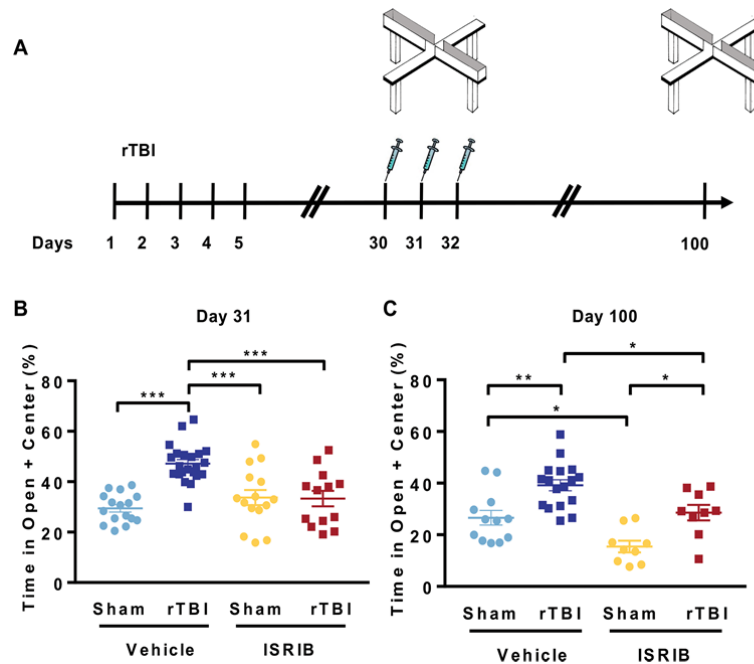 A
rTBI
Days 1 2 3 4 5 30 31 32 100
B
Day 31
Time in Open + Center (%)
80
60
40
20
0
***
***
***
Sham rTBI Sham rTBI
Vehicle ISRIB
C
Day 100
Time in Open + Center (%)
80
60
40
20
0
*
**
*
*
Sham rTBI Sham rTBI
Vehicle ISRIB